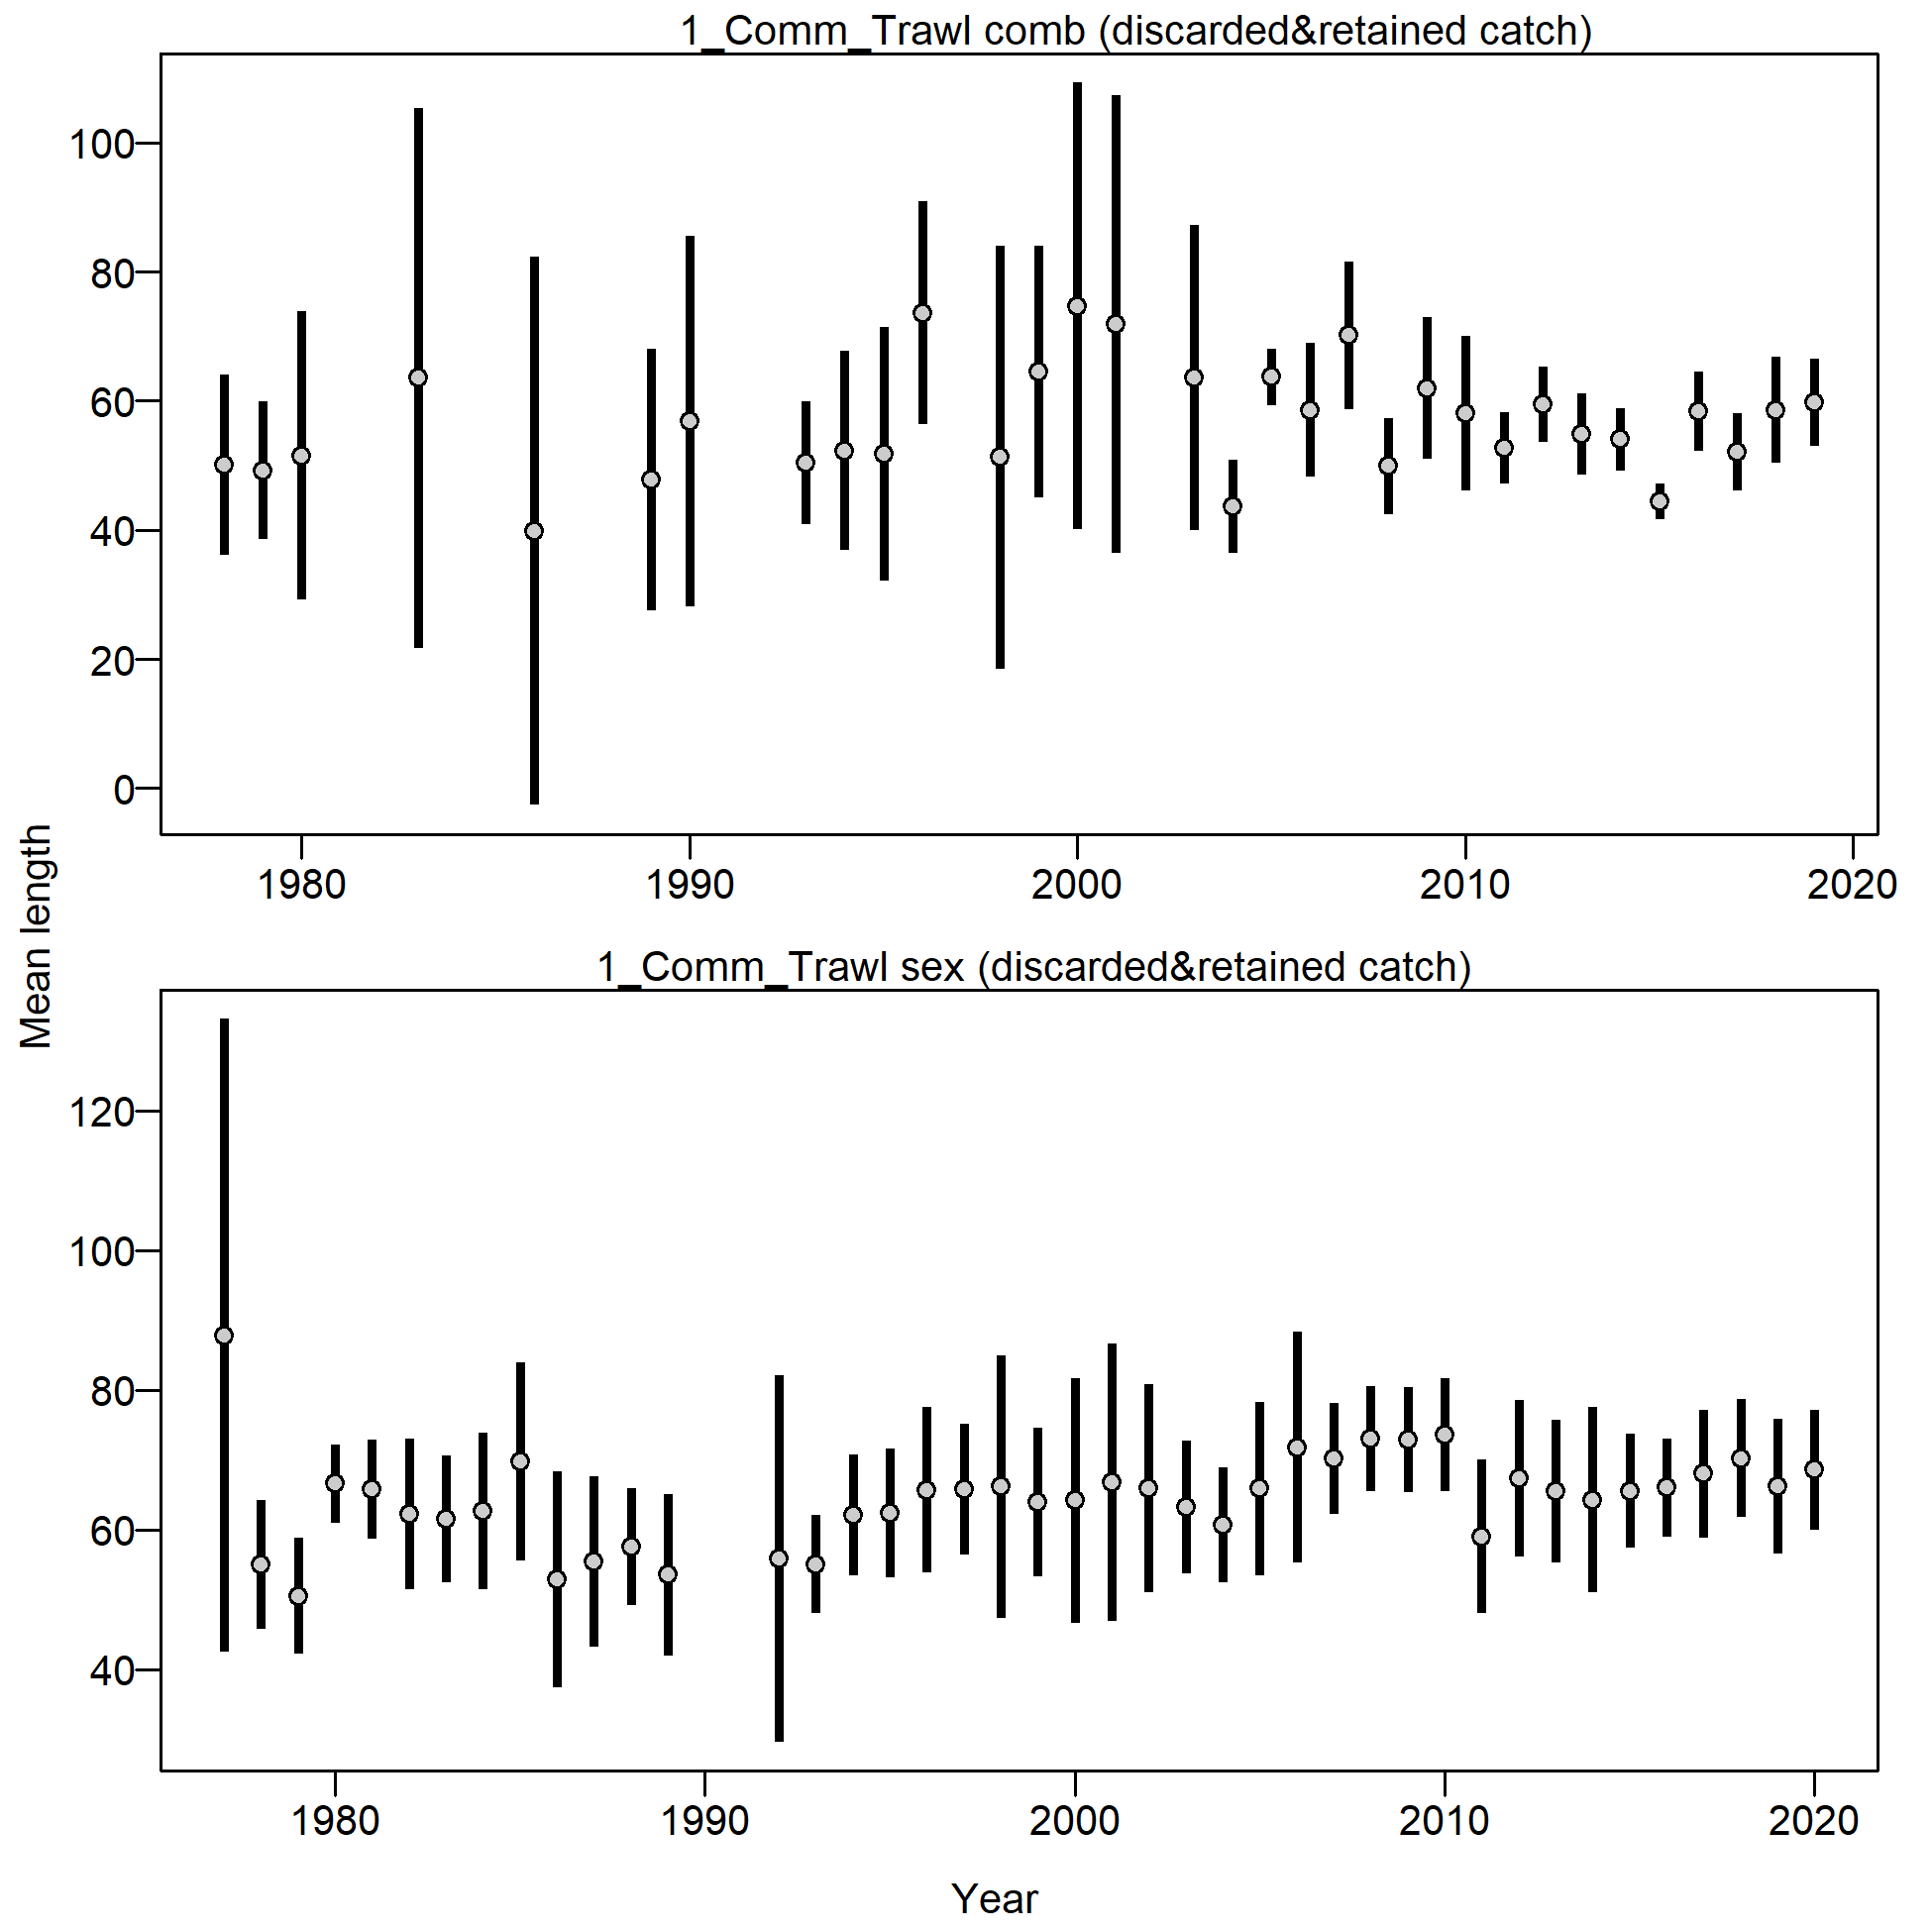 1_Comm_Trawl comb (discarded&retained catch)
100
80
60
40
20
0
1980 1990 2000 2010 2020
Mean length
1_Comm_Trawl sex (discarded&retained catch)
120
100
80
60
40
1980 1990 2000 2010 2020
Year